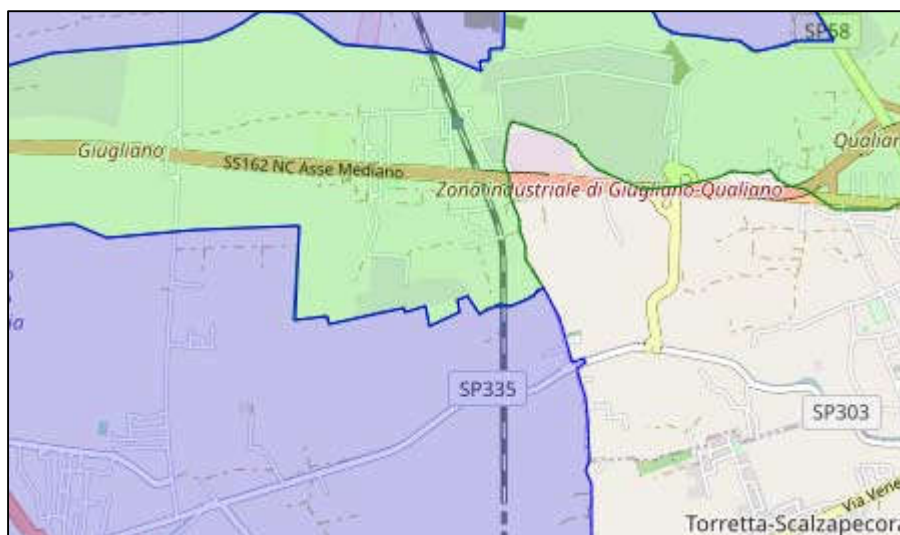 SP58
Giugliano
SS162 NC Asse Mediano
Qualian
Zona industriale di Giugliano-Qualiano
SP335
SP303
Via Vene
Torretta-Scalzapecora